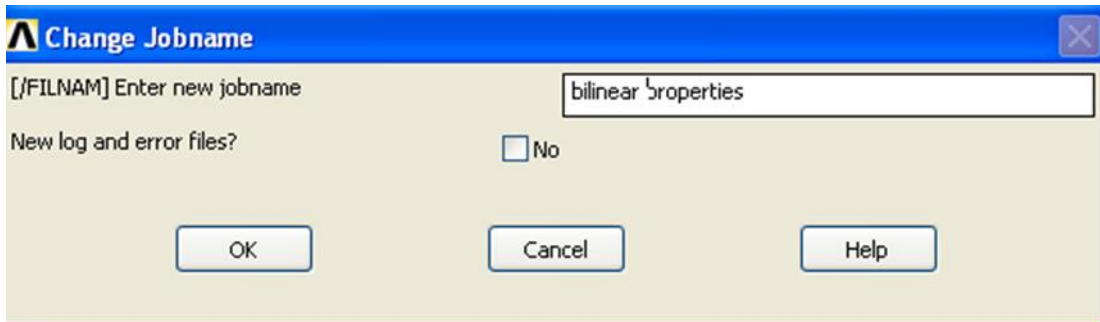 Change Jobname
[/FILNAM] Enter new jobname
bilinear properties
New log and error files?
No
OK
Cancel
Help